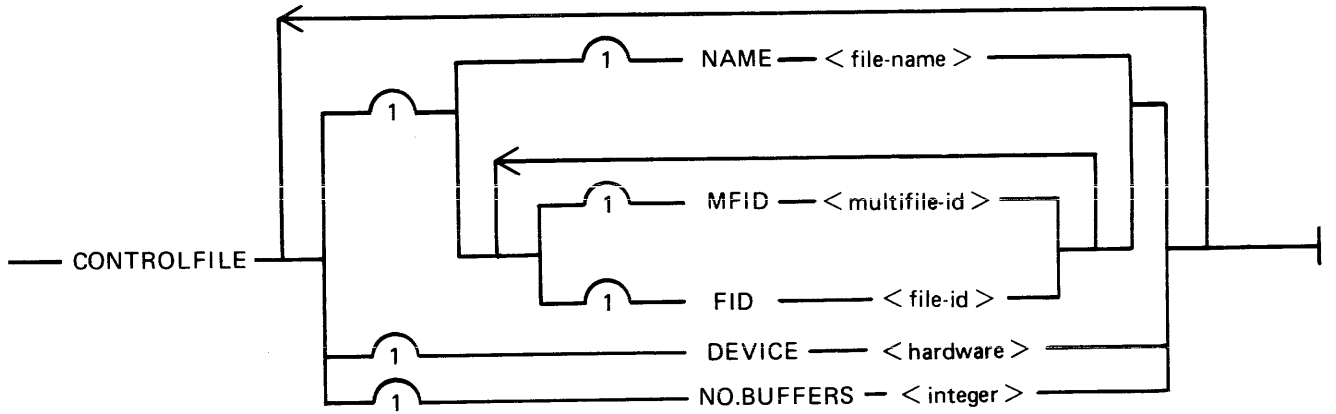 1 NAME < file-name >
1
1 MFID < multifile-id >
CONTROLFILE
1 FID < file-id >
1 DEVICE < hardware >
1 NO.BUFFERS < integer >